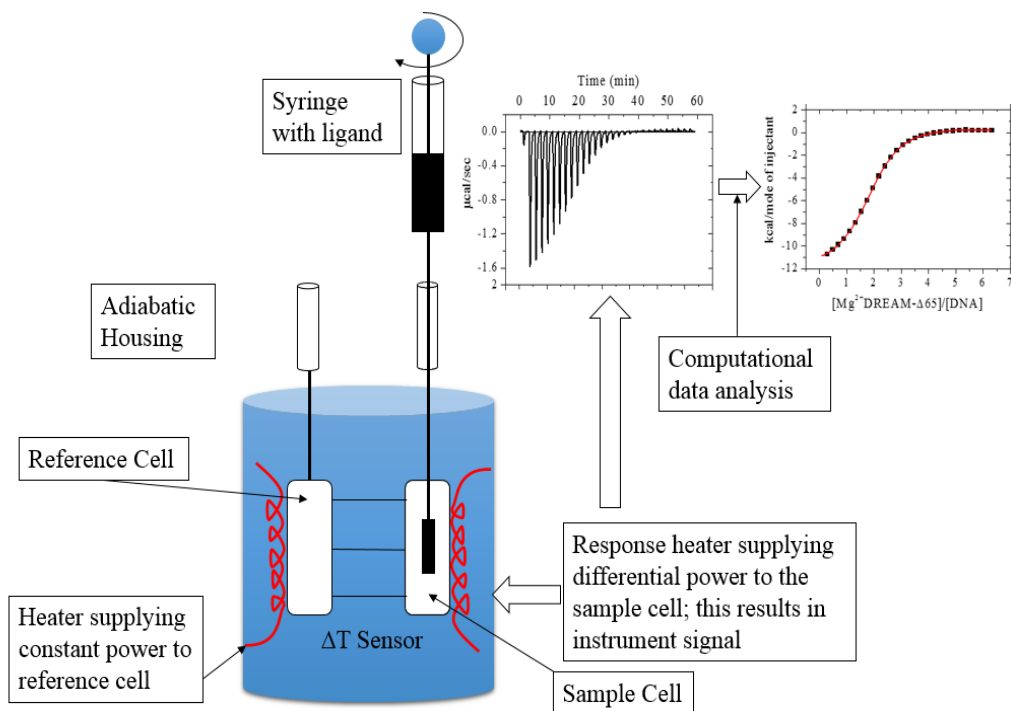 Syringe
with ligand
Time (min)
0 10 20 30 40 50 60
0.0
-0.4
-0.8
-1.2
-1.6
2
µcal/sec
2
0
-2
-4
-6
-8
-10
-12
kcal/mole of injectant
0 1 2 3 4 5 6 7
[Mg²⁺DREAM-Δ65]/[DNA]
Adiabatic
Housing
Computational
data analysis
Reference Cell
Response heater supplying
differential power to the
sample cell; this results in
instrument signal
Heater supplying
constant power to
reference cell
ΔT Sensor
Sample Cell